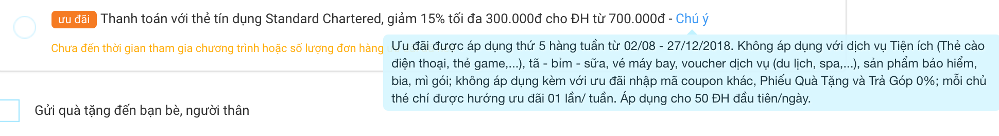 ưu đãi Thanh toán với thẻ tín dụng Standard Chartered, giảm 15% tối đa 300.000đ cho ĐH từ 700.000đ - Chú ý
Chưa đến thời gian tham gia chương trình hoặc số lượng đơn hàng
Ưu đãi được áp dụng thứ 5 hàng tuần từ 02/08 - 27/12/2018. Không áp dụng với dịch vụ Tiện ích (Thẻ cào
điện thoại, thẻ game,...), tã - bỉm - sữa, vé máy bay, voucher dịch vụ (du lịch, spa,...), sản phẩm bảo hiểm,
bia, mì gói; không áp dụng kèm với ưu đãi nhập mã coupon khác, Phiếu Quà Tặng và Trả Góp 0%; mỗi chủ
thẻ chỉ được hưởng ưu đãi 01 lần/ tuần. Áp dụng cho 50 ĐH đầu tiên/ngày.
Gửi quà tặng đến bạn bè, người thân